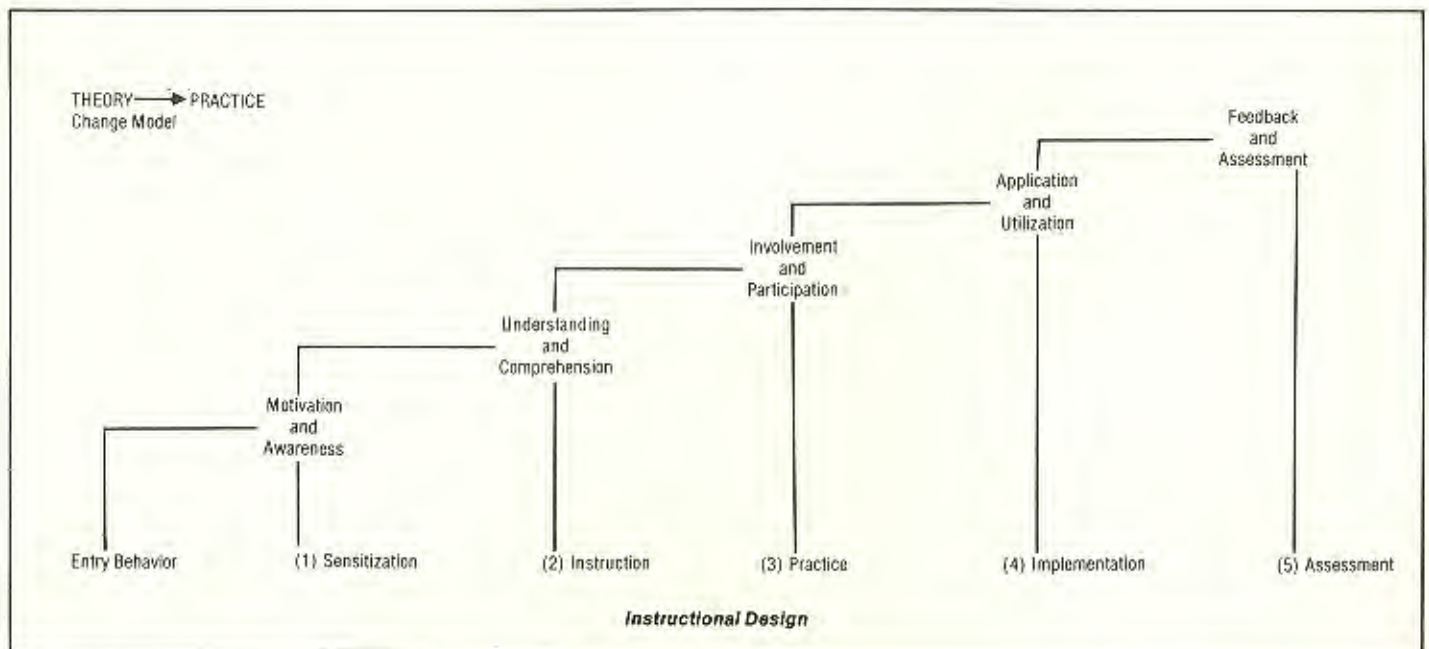 THEORY → PRACTICE
Change Model
Feedback
and
Assessment
Application
and
Utilization
Involvement
and
Participation
Understanding
and
Comprehension
Motivation
and
Awareness
Entry Behavior (1) Sensitization (2) Instruction (3) Practice (4) Implementation (5) Assessment
Instructional Design